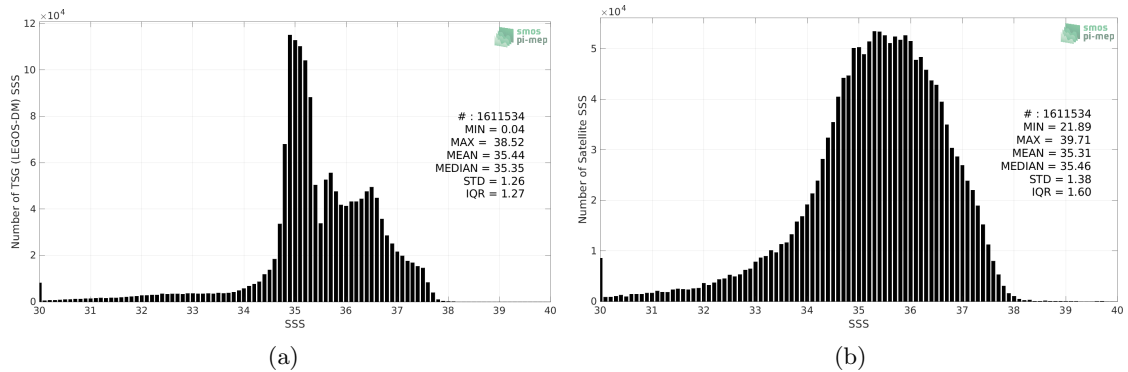 ×10^4
12
10
8
6
4
2
0
30 31 32 33 34 35 36 37 38 39 40
SSS
Number of TSG (LEGOS-DM) SSS
smos
pi-mep
# : 1611534
MIN = 0.04
MAX = 38.52
MEAN = 35.44
MEDIAN = 35.35
STD = 1.26
IQR = 1.27
(a)
×10^4
5
4
3
2
1
0
30 31 32 33 34 35 36 37 38 39 40
SSS
Number of Satellite SSS
smos
pi-mep
# : 1611534
MIN = 21.89
MAX = 39.71
MEAN = 35.31
MEDIAN = 35.46
STD = 1.38
IQR = 1.60
(b)